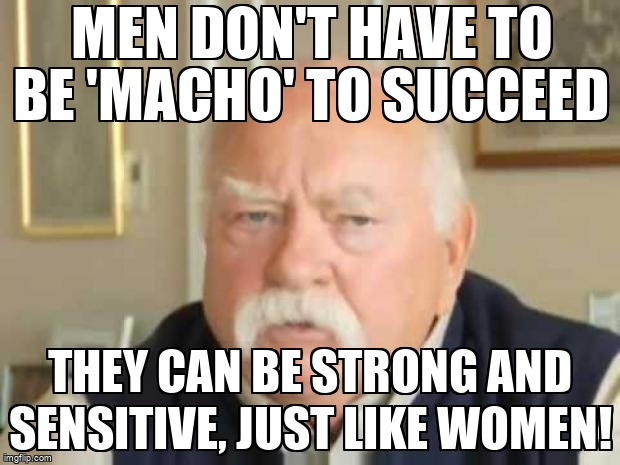 MEN DON'T HAVE TO
BE 'MACHO' TO SUCCEED
THEY CAN BE STRONG AND
SENSITIVE, JUST LIKE WOMEN!
imgflip.com